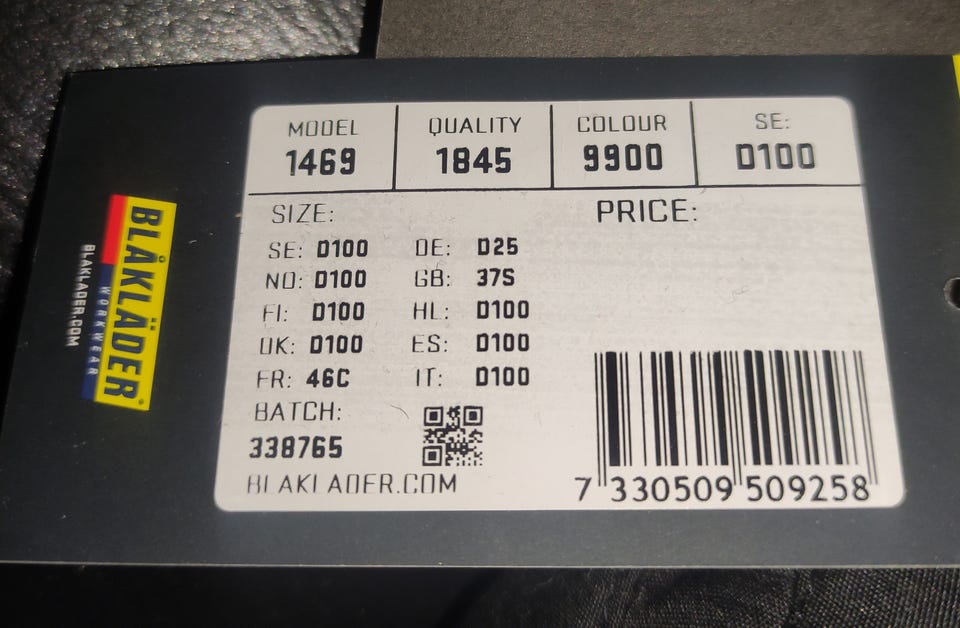 MODEL QUALITY COLOUR SE:
1469 1845 9900 D100
SIZE: PRICE:
SE: D100 DE: D25
NO: D100 GB: 37S
FI: D100 HL: D100
UK: D100 ES: D100
FR: 46C IT: D100
BATCH:
338765
BLAKLADER.COM
7 330509 509258
BLÅKLÄDER®
WORKWEAR
BLAKLADER.COM